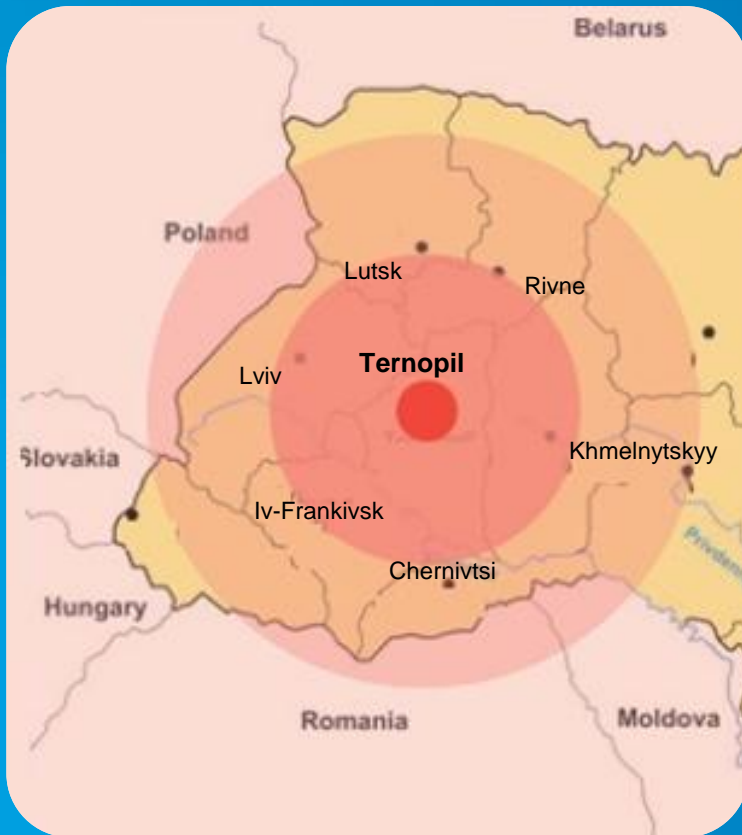 Belarus
Poland
Lutsk
Rivne
Ternopil
Lviv
Khmelnytskyy
Slovakia
Iv-Frankivsk
Chernivtsi
Hungary
Romania
Moldova